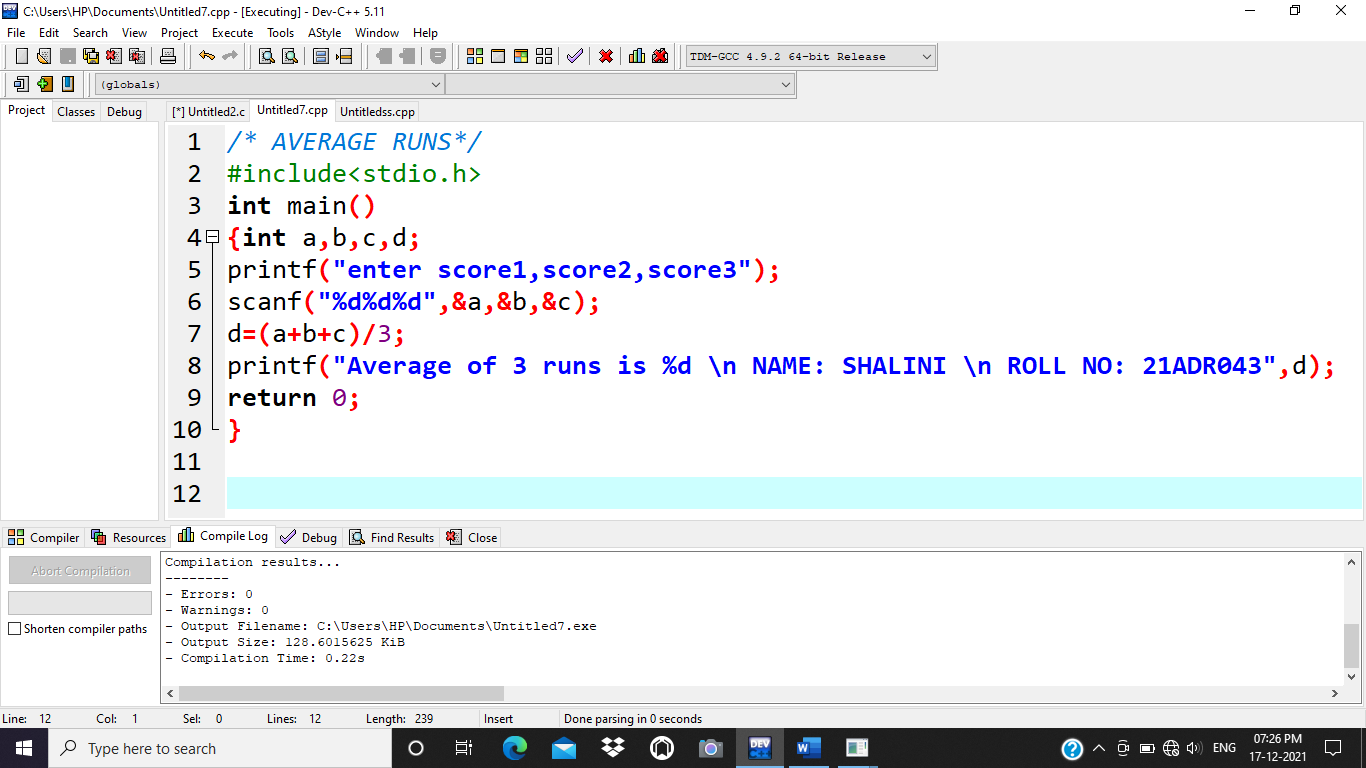 C:\Users\HP\Documents\Untitled7.cpp - [Executing] - Dev-C++ 5.11
File Edit Search View Project Execute Tools AStyle Window Help
TDM-GCC 4.9.2 64-bit Release
(globals)
Project Classes Debug [*] Untitled2.c Untitled7.cpp Untitledss.cpp
1 /* AVERAGE RUNS*/
2 #include<stdio.h>
3 int main()
4 {int a,b,c,d;
5 printf("enter score1,score2,score3");
6 scanf("%d%d%d",&a,&b,&c);
7 d=(a+b+c)/3;
8 printf("Average of 3 runs is %d \n NAME: SHALINI \n ROLL NO: 21ADR043",d);
9 return 0;
10 }
11
12
Compiler Resources Compile Log Debug Find Results Close
Abort Compilation
Shorten compiler paths
Compilation results...
--------
- Errors: 0
- Warnings: 0
- Output Filename: C:\Users\HP\Documents\Untitled7.exe
- Output Size: 128.6015625 KiB
- Compilation Time: 0.22s
Line: 12 Col: 1 Sel: 0 Lines: 12 Length: 239 Insert Done parsing in 0 seconds
Type here to search
DEV
W
ENG
07:26 PM
17-12-2021